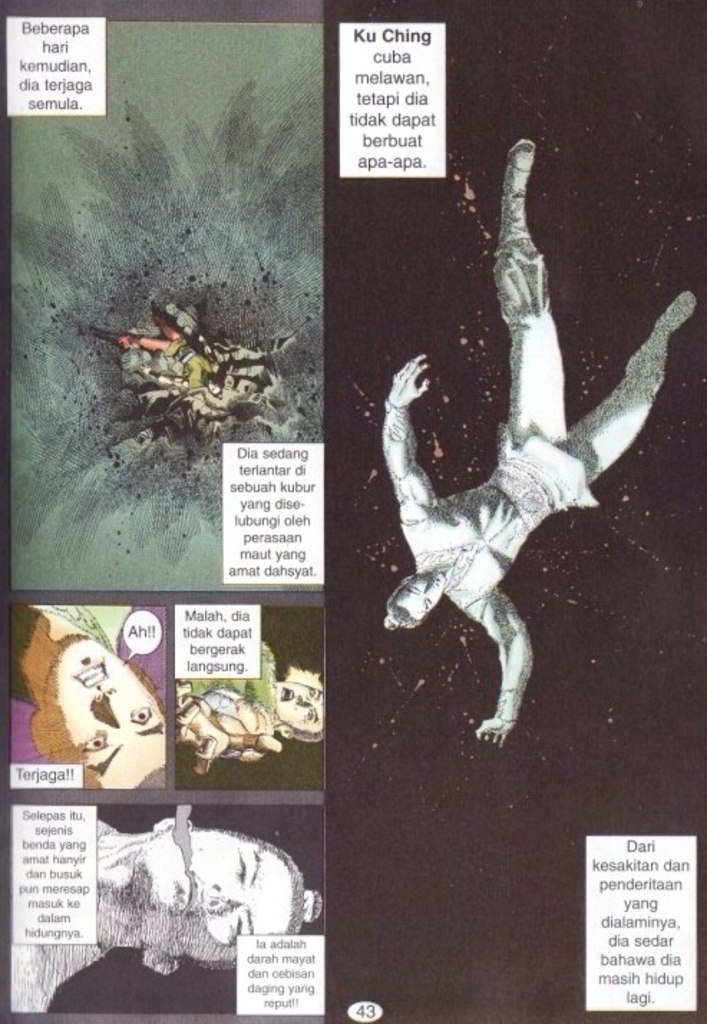 Beberapa
hari
kemudian,
dia terjaga
semula.
Dia sedang
terlantar di
sebuah kubur
yang dise-
lubungi oleh
perasaan
maut yang
amat dahsyat.
Ah!!
Terjaga!!
Malah, dia
tidak dapat
bergerak
langsung.
Selepas itu,
sejenis
benda yang
amat hanyir
dan busuk
pun meresap
masuk ke
dalam
hidungnya.
Ia adalah
darah mayat
dan cebisan
daging yang
reput!!
Ku Ching
cuba
melawan,
tetapi dia
tidak dapat
berbuat
apa-apa.
Dari
kesakitan dan
penderitaan
yang
dialaminya,
dia sedar
bahawa dia
masih hidup
lagi.
43